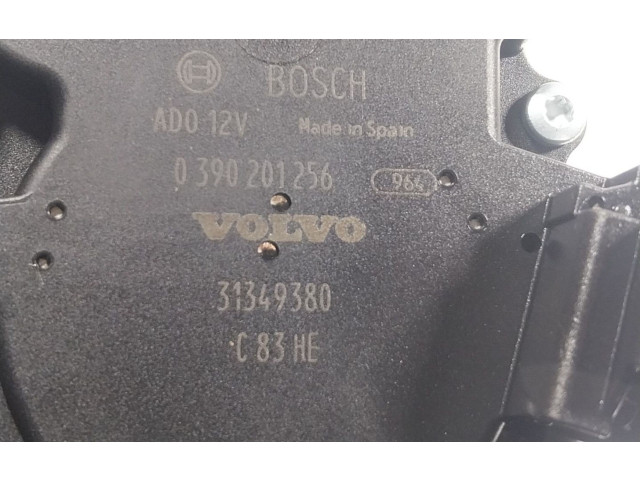 BOSCH
ADO 12V Made in Spain
0 390 201 256 964
VOLVO
31349380
C 83 HE